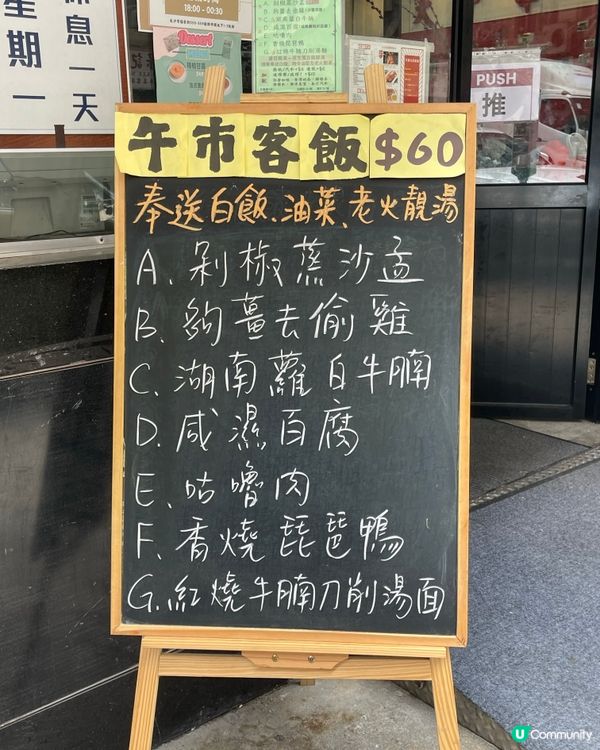 休息一天
星期一
18:00 - 00:30
Dessert
PUSH
推
午市客飯$60
奉送白飯、油菜、老火靚湯
A. 剁椒蒸沙孟
B. 夠薑去偷雞
C. 湖南蘿白牛腩
D. 咸濕百腐
E. 咕嚕肉
F. 香燒琵琶鴨
G. 紅燒牛腩刀削湯面
U Community